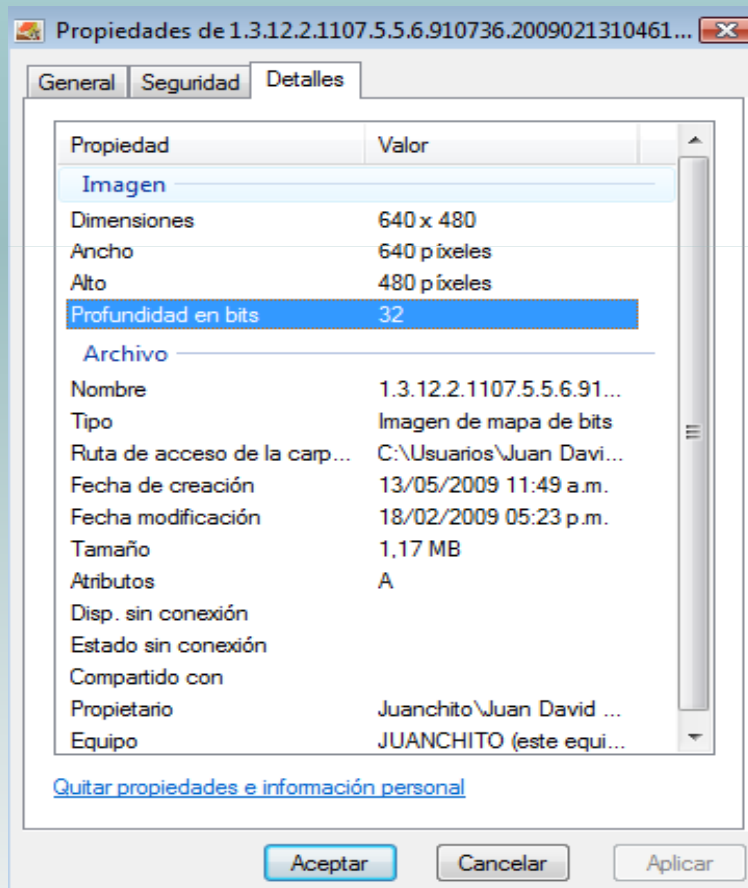 Propiedades de 1.3.12.2.1107.5.5.6.910736.2009021310461...
General Seguridad Detalles
Propiedad Valor
Imagen
Dimensiones 640 x 480
Ancho 640 píxeles
Alto 480 píxeles
Profundidad en bits 32
Archivo
Nombre 1.3.12.2.1107.5.5.6.91...
Tipo Imagen de mapa de bits
Ruta de acceso de la carp... C:\Usuarios\Juan Davi...
Fecha de creación 13/05/2009 11:49 a.m.
Fecha modificación 18/02/2009 05:23 p.m.
Tamaño 1,17 MB
Atributos A
Disp. sin conexión
Estado sin conexión
Compartido con
Propietario Juanchito\Juan David ...
Equipo JUANCHITO (este equi...
Quitar propiedades e información personal
Aceptar Cancelar Aplicar